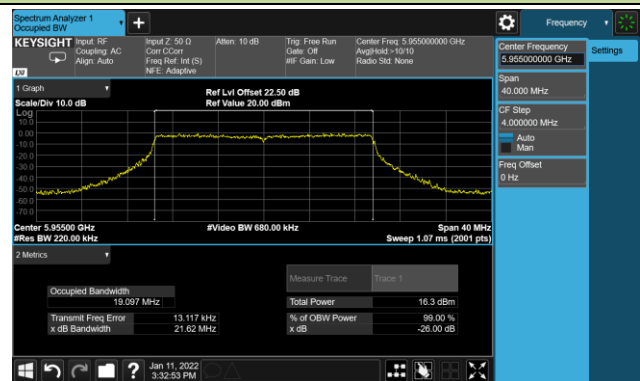 Spectrum Analyzer 1
Occupied BW
+
Frequency
KEYSIGHT
Input: RF
Coupling: AC
Align: Auto
Input Z: 50 Ω
Corr CCorr
Freq Ref: Int (S)
NFE: Adaptive
Atten: 10 dB
Trig: Free Run
Gate: Off
#IF Gain: Low
Center Freq: 5.955000000 GHz
Avg|Hold:>10/10
Radio Std: None
LXI
Center Frequency
5.955000000 GHz
Settings
Span
40.000 MHz
CF Step
4.000000 MHz
Auto
Man
Freq Offset
0 Hz
1 Graph
Scale/Div 10.0 dB
Ref Lvl Offset 22.50 dB
Ref Value 20.00 dBm
Log
10.0
0.00
-10.0
-20.0
-30.0
-40.0
-50.0
-60.0
-70.0
Center 5.95500 GHz
#Res BW 220.00 kHz
#Video BW 680.00 kHz
Span 40 MHz
Sweep 1.07 ms (2001 pts)
2 Metrics
Measure Trace
Trace 1
Occupied Bandwidth
19.097 MHz
Total Power
16.3 dBm
Transmit Freq Error
13.117 kHz
% of OBW Power
99.00 %
x dB Bandwidth
21.62 MHz
x dB
-26.00 dB
?
Jan 11, 2022
3:32:53 PM